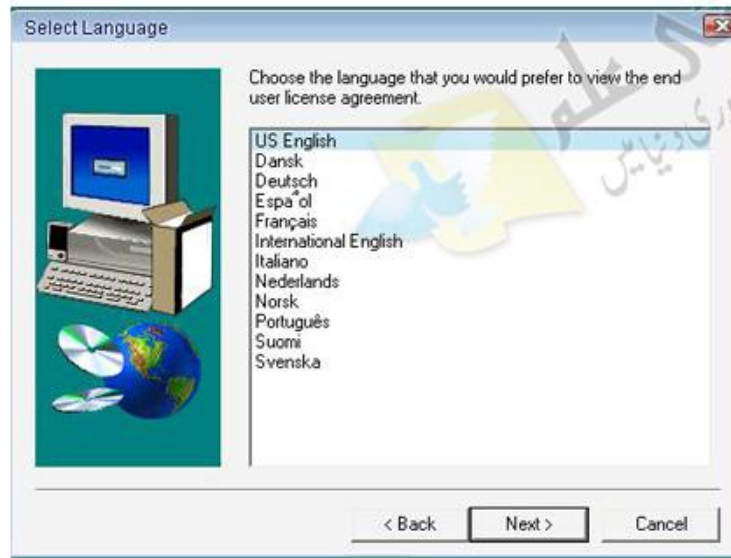 Select Language
Choose the language that you would prefer to view the end
user license agreement.
US English
Dansk
Deutsch
Espa˜ol
Français
International English
Italiano
Nederlands
Norsk
Português
Suomi
Svenska
< Back
Next >
Cancel
علم